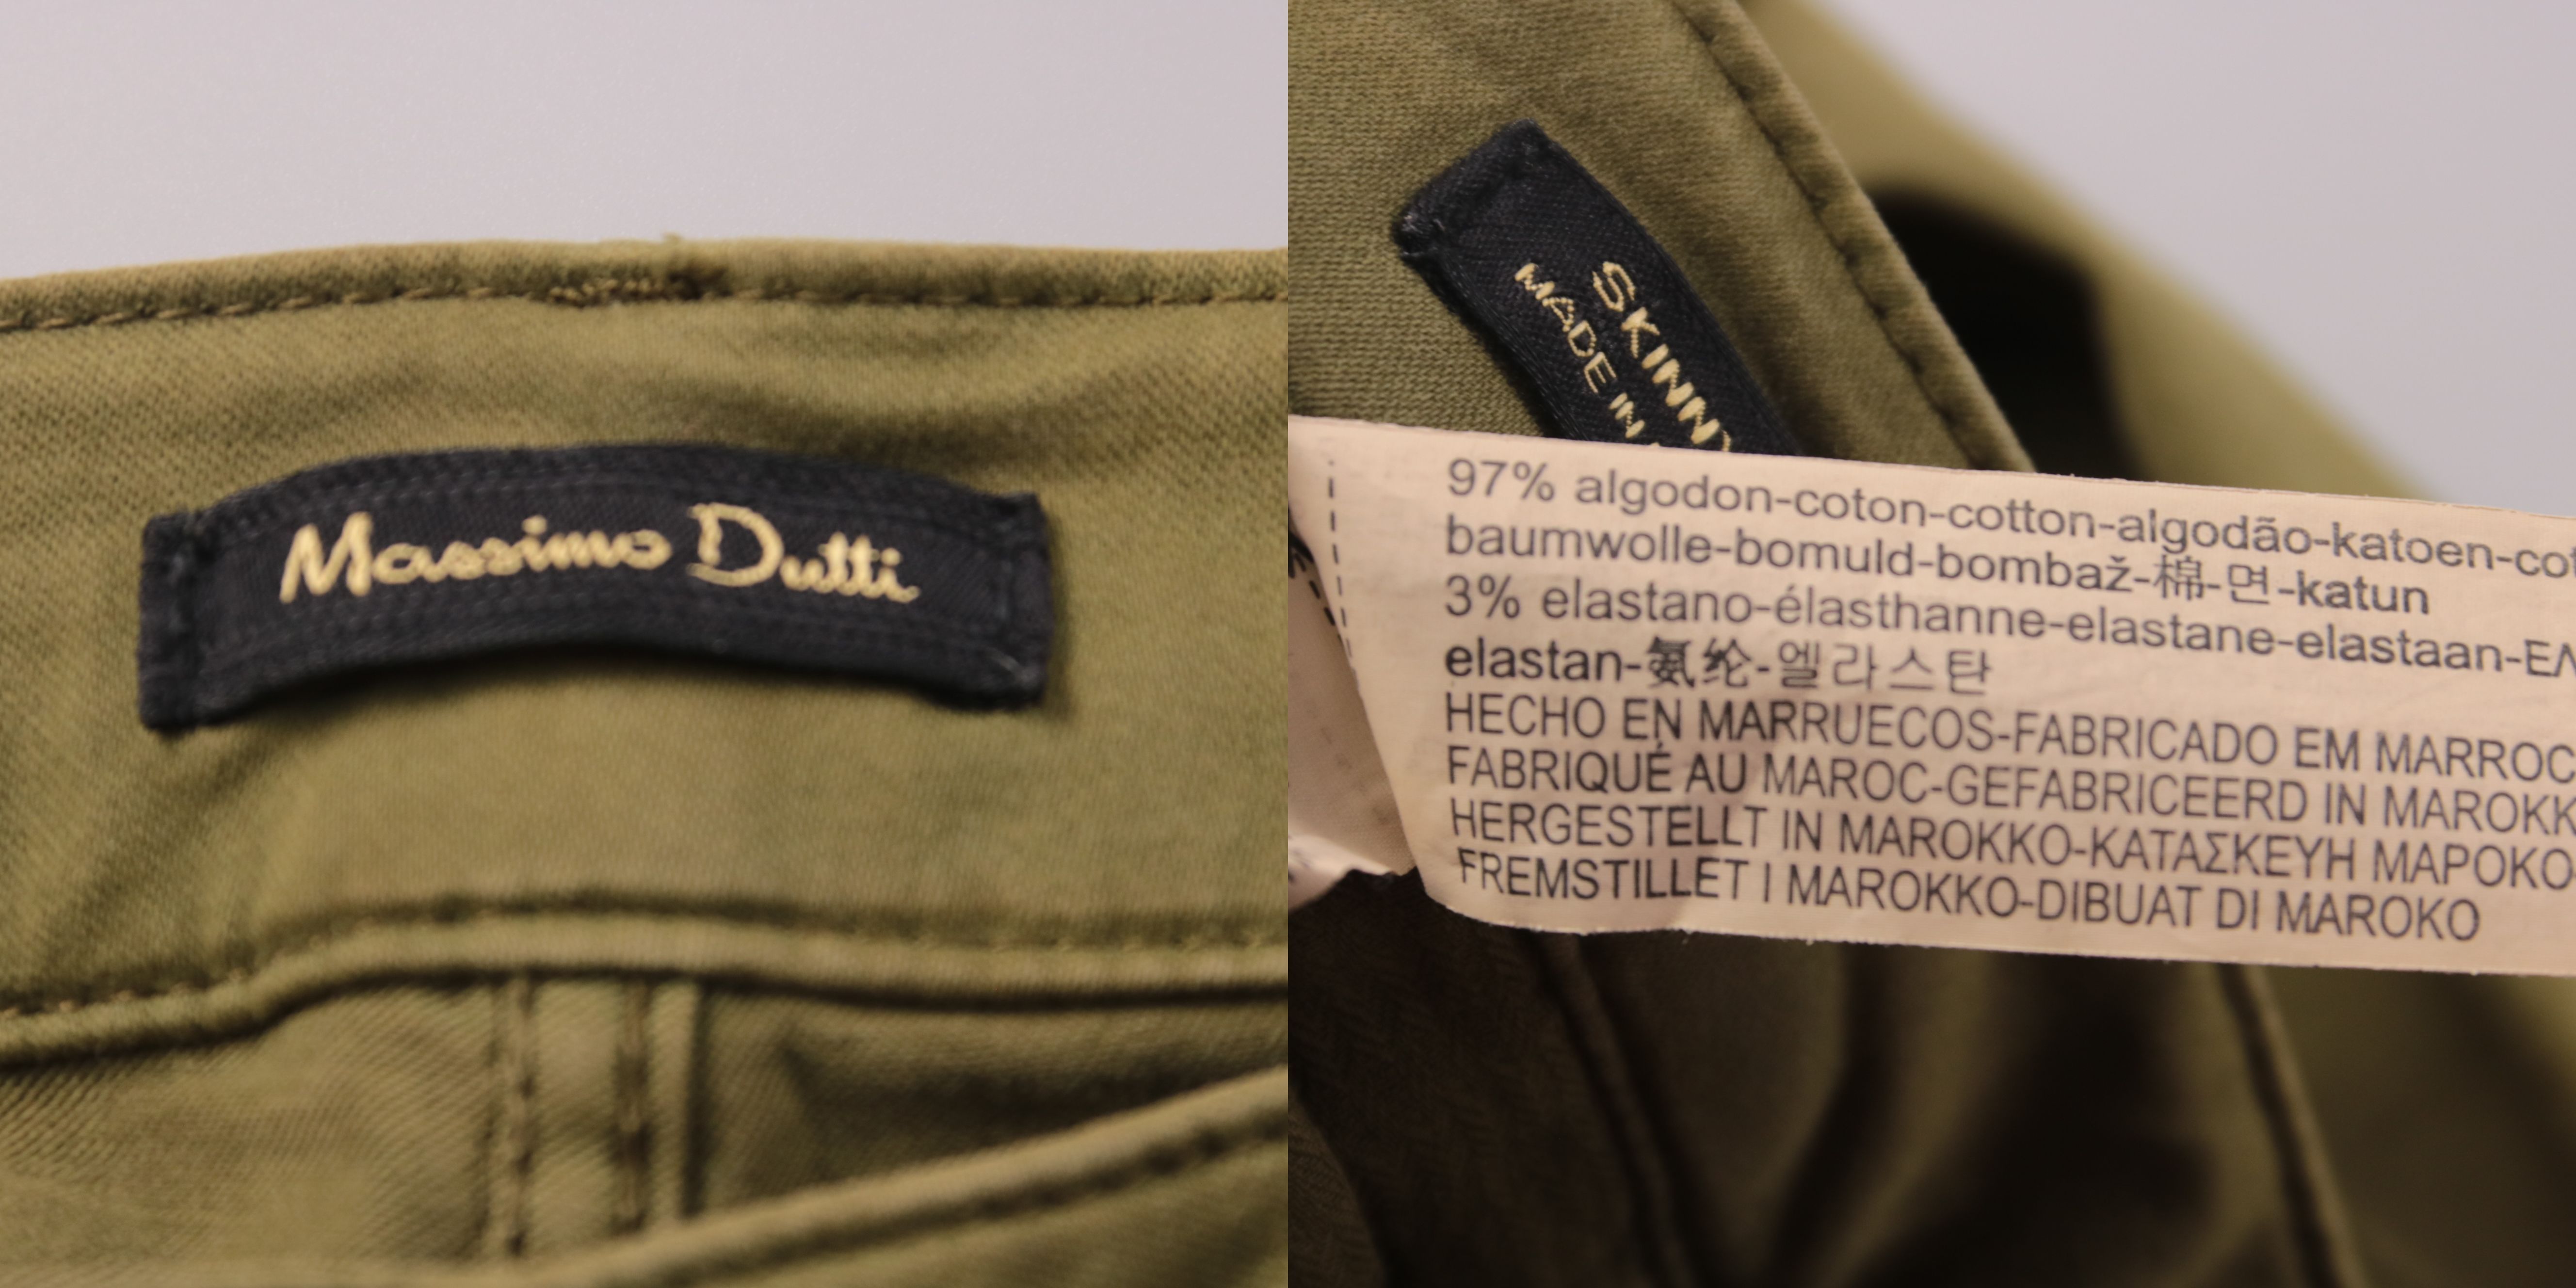 Massimo Dutti
SKINNY
MADE IN
97% algodon-coton-cotton-algodão-katoen-co
baumwolle-bomuld-bombaž-棉-면-katun
3% elastano-élasthanne-elastane-elastaan-ΕΛ
elastan-氨纶-엘라스탄
HECHO EN MARRUECOS-FABRICADO EM MARROC
FABRIQUÉ AU MAROC-GEFABRICEERD IN MAROKK
HERGESTELLT IN MAROKKO-ΚΑΤΑΣΚΕΥΗ ΜΑΡΟΚΟ-
FREMSTILLET I MAROKKO-DIBUAT DI MAROKO